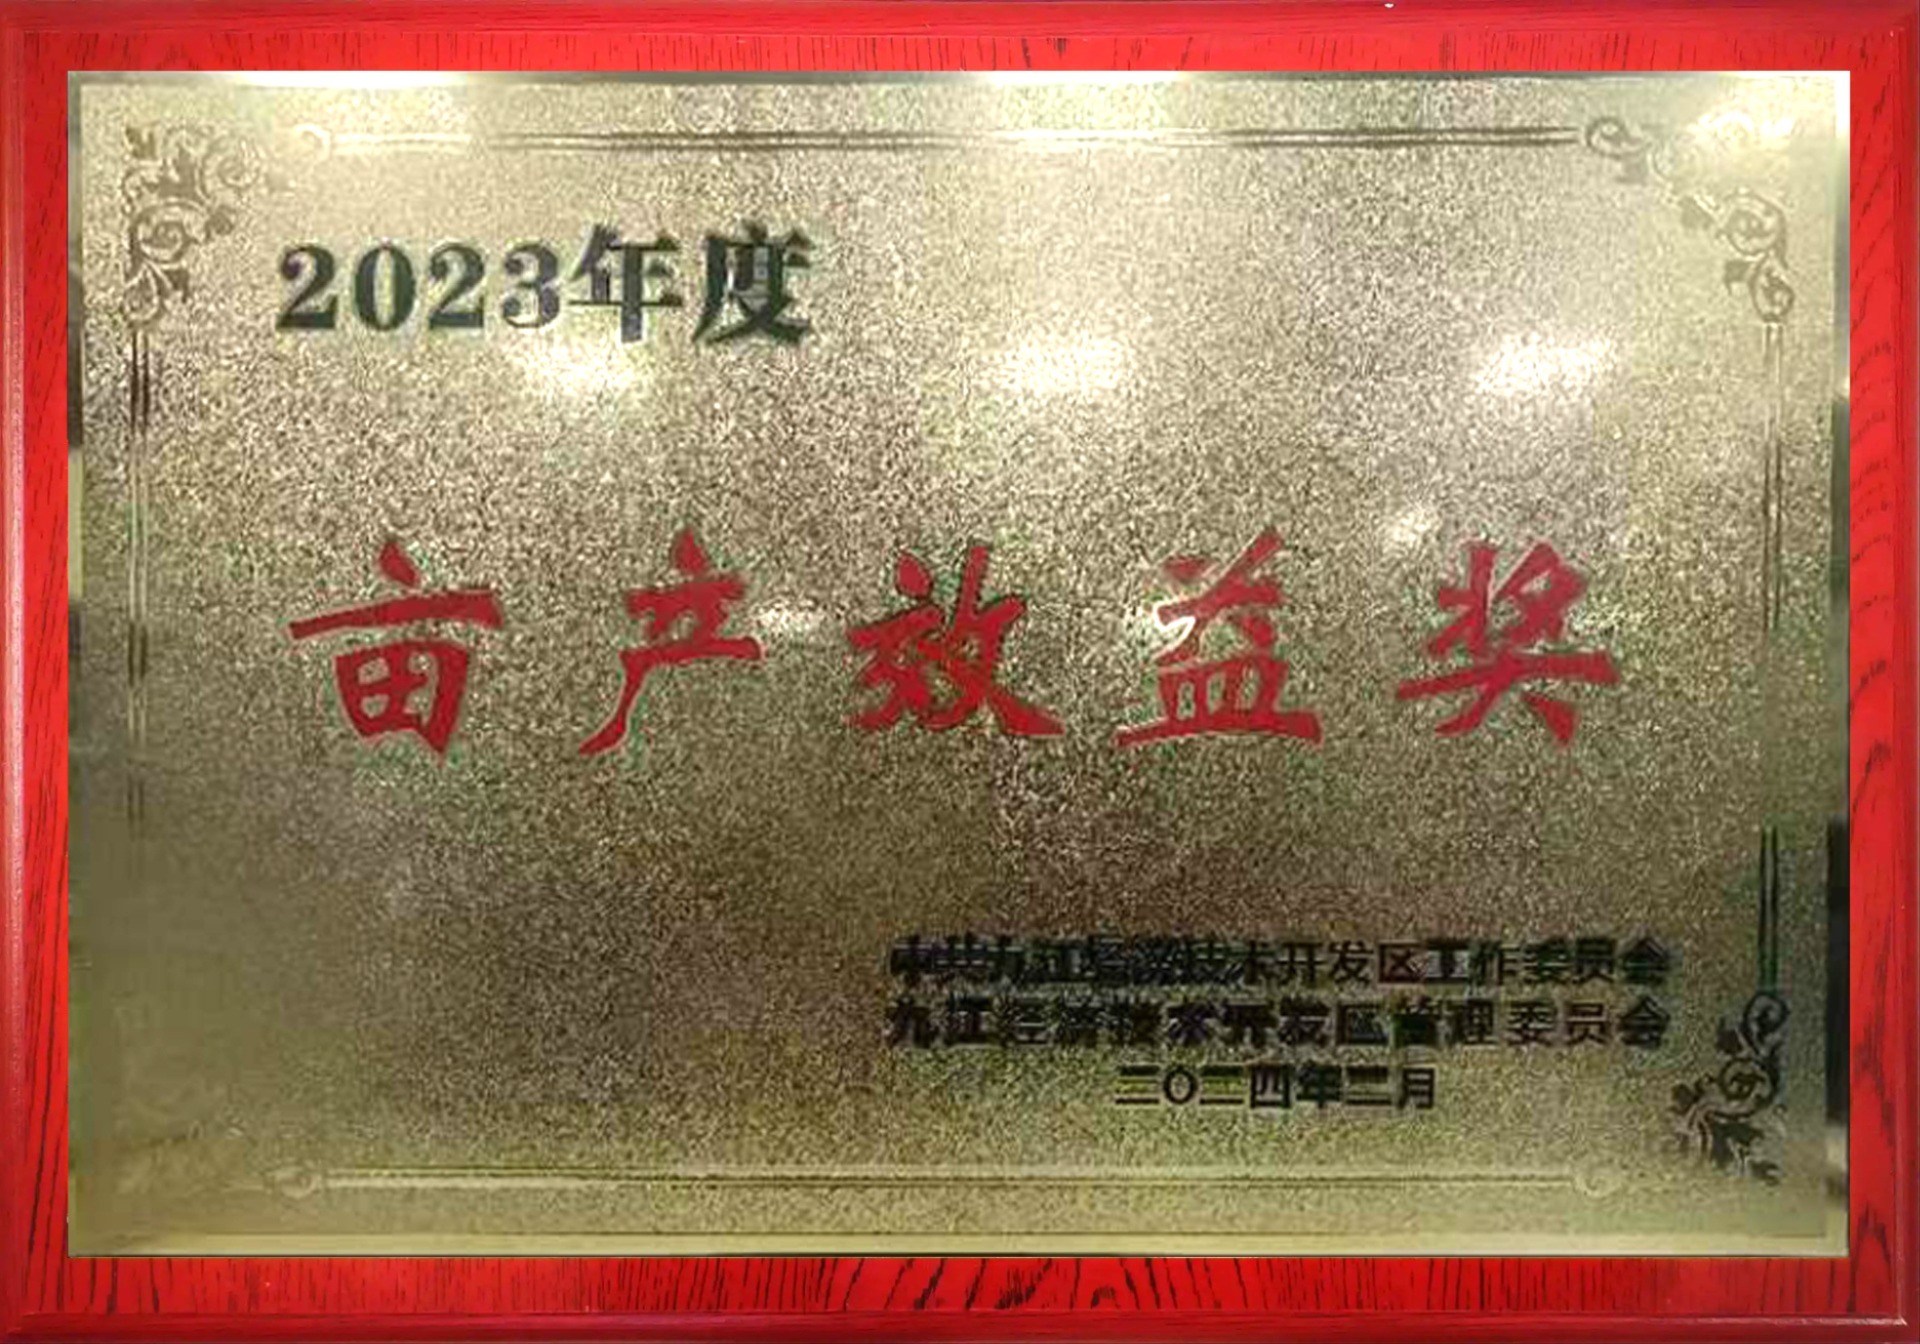 2023年度
亩产效益奖
中共九江经济技术开发区工作委员会
九江经济技术开发区管理委员会
二〇二四年二月